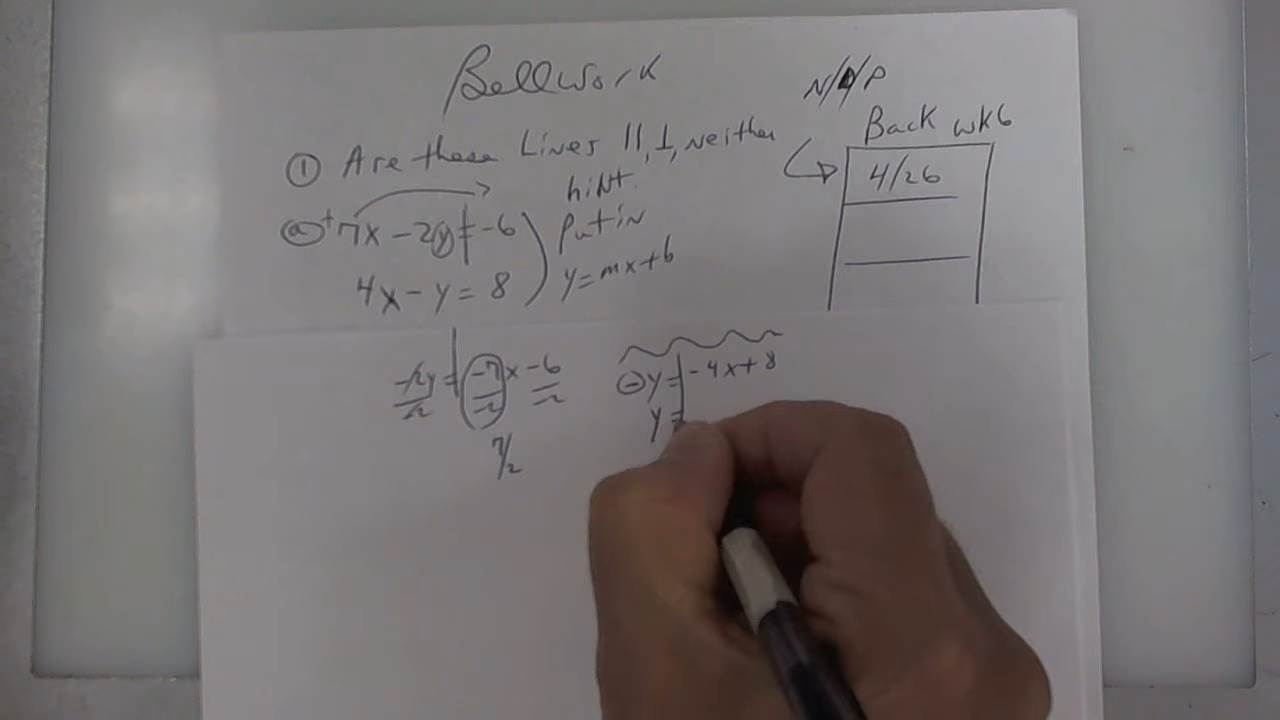 Bellwork
N/A/P
Back wk6
4/26
① Are these Lines ||, ⊥, neither
ⓐ +7x - 2y = -6
4x - y = 8
hint.
put in
y = mx + b
-2y/-2 = -7/-2 x - 6/-2
7/2
-y = -4x + 8
y =